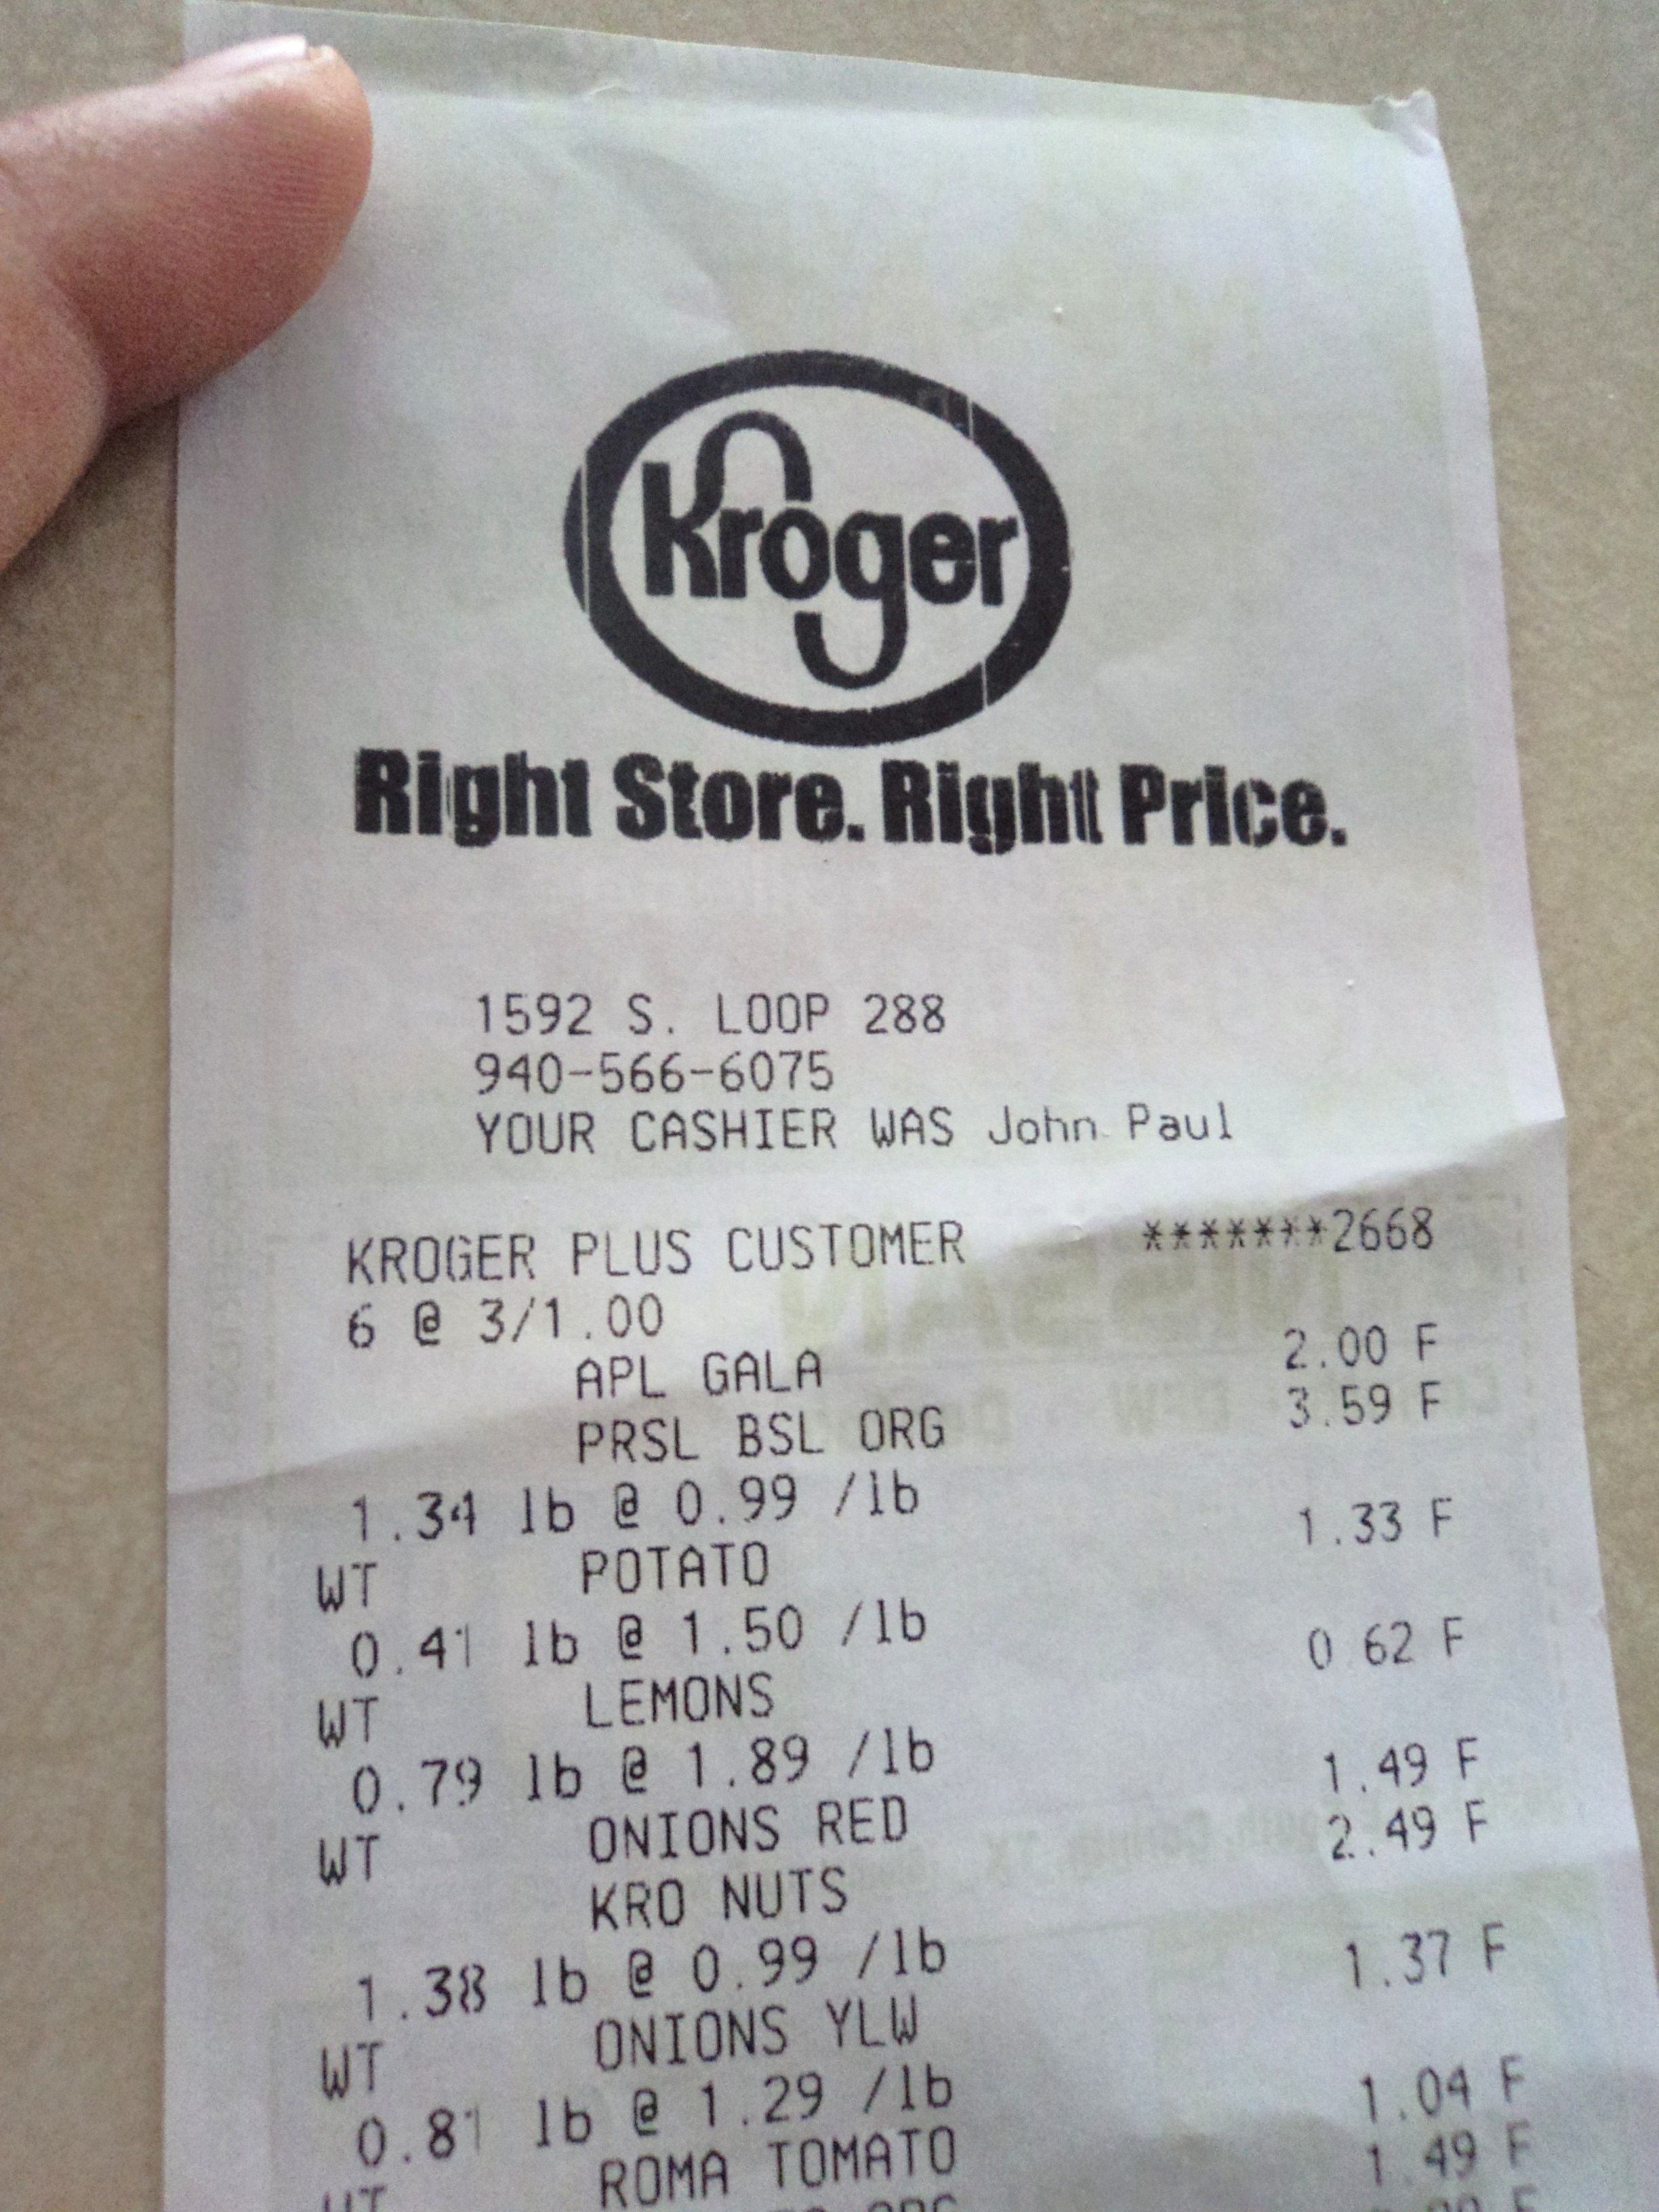 Kroger
Right Store. Right Price.
1592 S. LOOP 288
940-566-6075
YOUR CASHIER WAS John Paul
KROGER PLUS CUSTOMER *******2668
6 @ 3/1.00
APL GALA 2.00 F
PRSL BSL ORG 3.59 F
1.34 lb @ 0.99 /lb
WT POTATO 1.33 F
0.41 lb @ 1.50 /lb
WT LEMONS 0.62 F
0.79 lb @ 1.89 /lb
WT ONIONS RED 1.49 F
KRO NUTS 2.49 F
1.38 lb @ 0.99 /lb
WT ONIONS YLW 1.37 F
0.81 lb @ 1.29 /lb
WT ROMA TOMATO 1.04 F
ORG 1.49 F